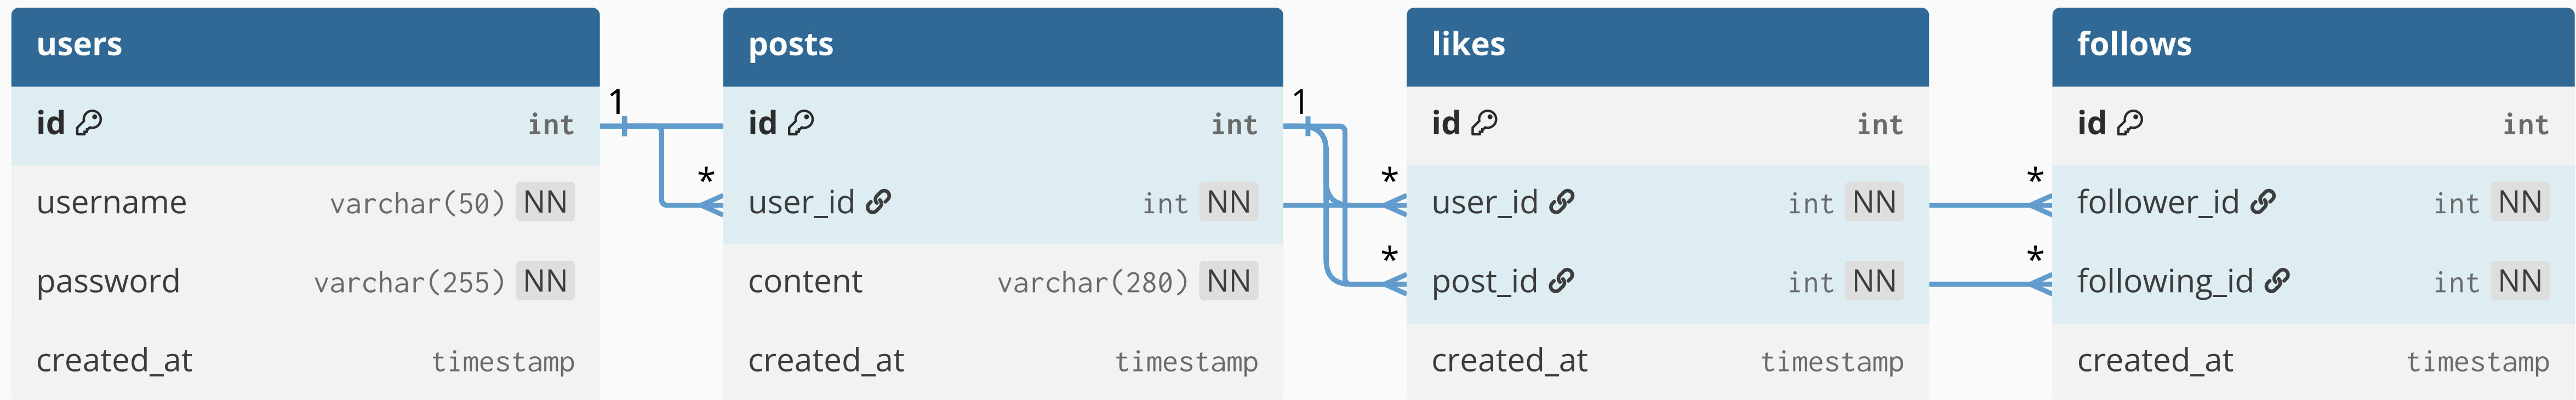 users
id int
username varchar(50) NN
password varchar(255) NN
created_at timestamp
1
*
posts
id int
user_id int NN
content varchar(280) NN
created_at timestamp
1
*
*
likes
id int
user_id int NN
post_id int NN
created_at timestamp
*
*
follows
id int
follower_id int NN
following_id int NN
created_at timestamp